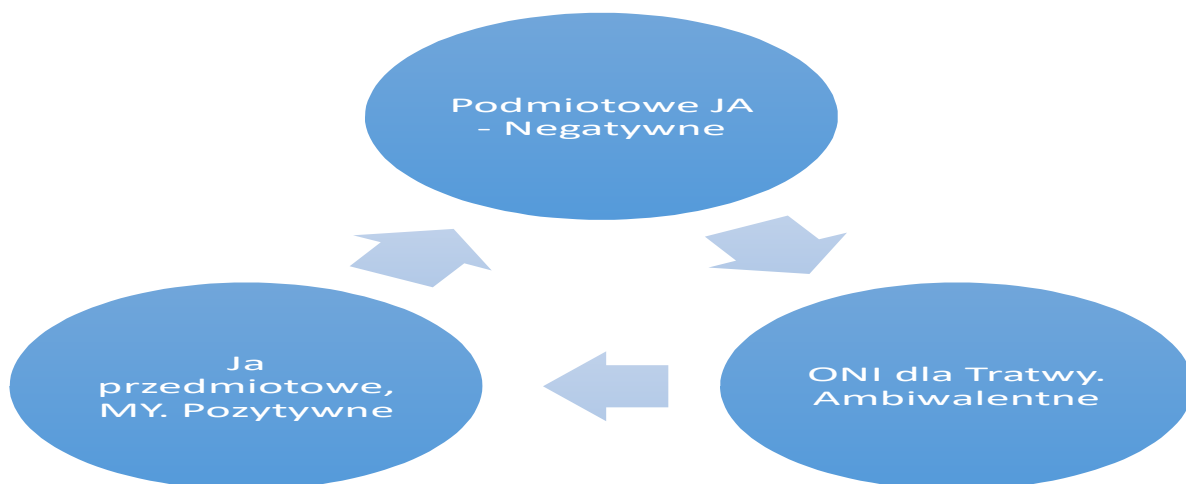 Podmiotowe JA
- Negatywne
Ja
przedmiotowe,
MY. Pozytywne
ONI dla Tratwy.
Ambiwalentne